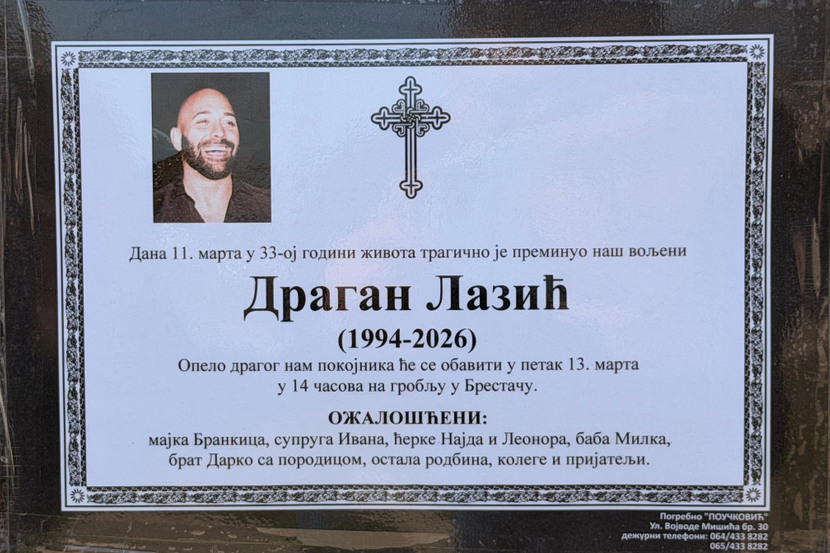 Дана 11. марта у 33-ој години живота трагично је преминуо наш вољени
Драган Лазић
(1994-2026)
Опело драгог нам покојника ће се обавити у петак 13. марта
у 14 часова на гробљу у Брестачу.
ОЖАЛОШЋЕНИ:
мајка Бранкица, супруга Ивана, ћерке Најда и Леонора, баба Милка,
брат Дарко са породицом, остала родбина, колеге и пријатељи.
Погребно "ПОУЧКОВИЋ"
Ул. Војводе Мишића бр. 30
дежурни телефони: 064/433 8282
065/433 8282